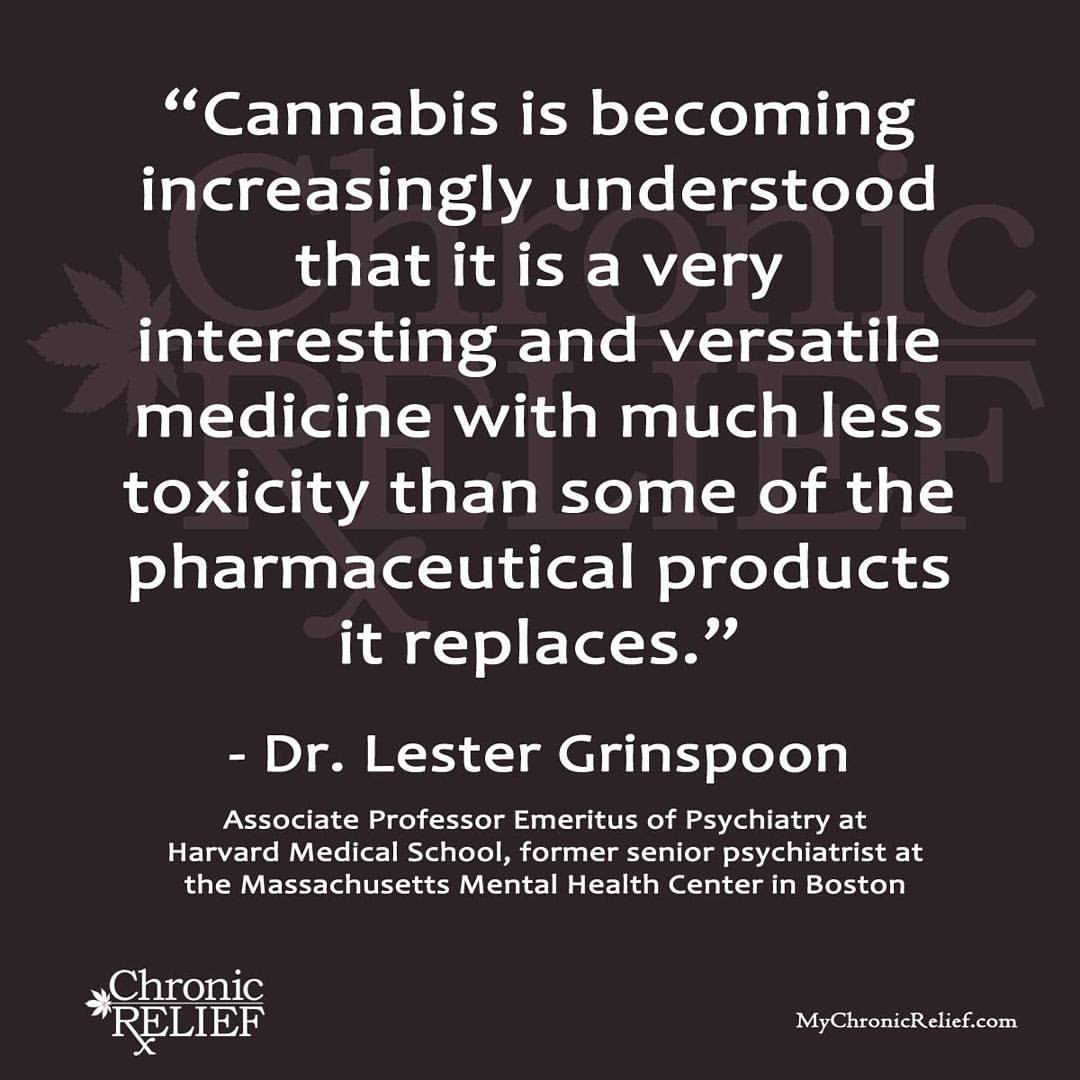 “Cannabis is becoming
increasingly understood
that it is a very
interesting and versatile
medicine with much less
toxicity than some of the
pharmaceutical products
it replaces.”
- Dr. Lester Grinspoon
Associate Professor Emeritus of Psychiatry at
Harvard Medical School, former senior psychiatrist at
the Massachusetts Mental Health Center in Boston
Chronic
RELIEF
x
MyChronicRelief.com
Chronic
RELIEF
x